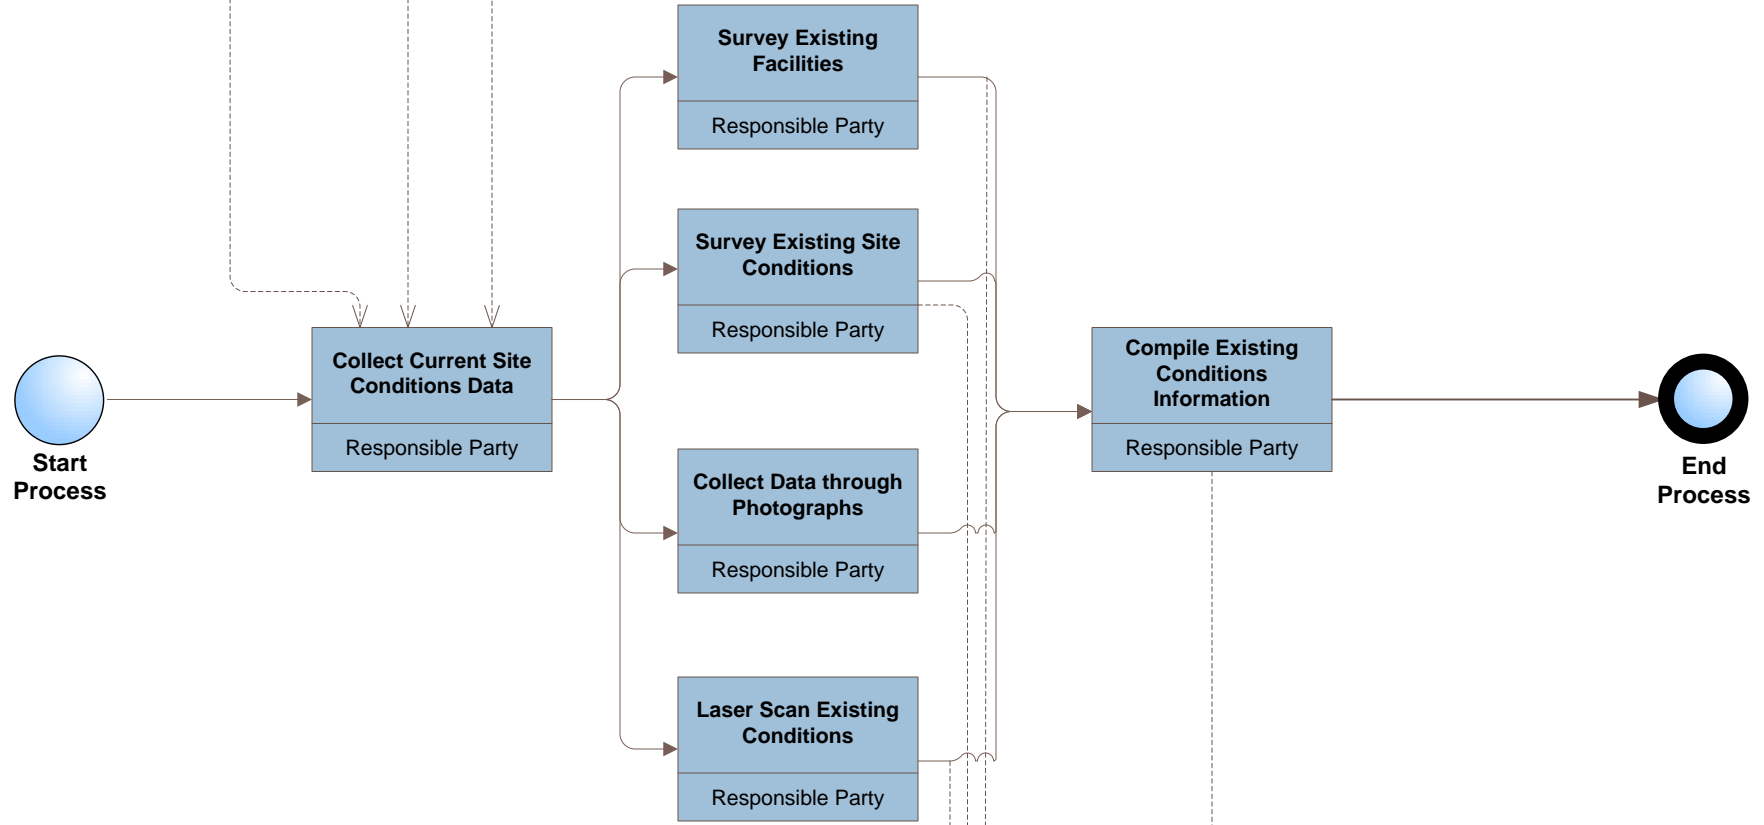 Start
Process
Collect Current Site
Conditions Data
Responsible Party
Survey Existing
Facilities
Responsible Party
Survey Existing Site
Conditions
Responsible Party
Collect Data through
Photographs
Responsible Party
Laser Scan Existing
Conditions
Responsible Party
Compile Existing
Conditions
Information
Responsible Party
End
Process